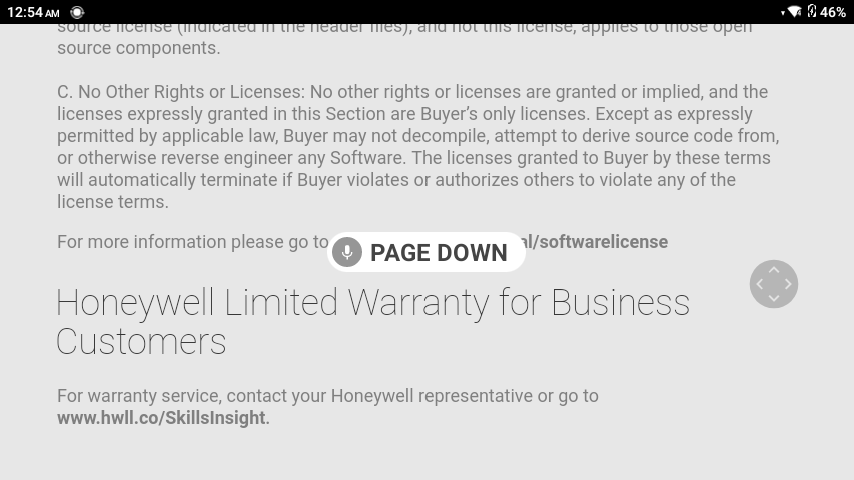 12:54 AM
46%
source license (indicated in the header files), and not this license, applies to those open
source components.
C. No Other Rights or Licenses: No other rights or licenses are granted or implied, and the
licenses expressly granted in this Section are Buyer’s only licenses. Except as expressly
permitted by applicable law, Buyer may not decompile, attempt to derive source code from,
or otherwise reverse engineer any Software. The licenses granted to Buyer by these terms
will automatically terminate if Buyer violates or authorizes others to violate any of the
license terms.
For more information please go to al/softwarelicense
PAGE DOWN
Honeywell Limited Warranty for Business
Customers
For warranty service, contact your Honeywell representative or go to
www.hwll.co/SkillsInsight.